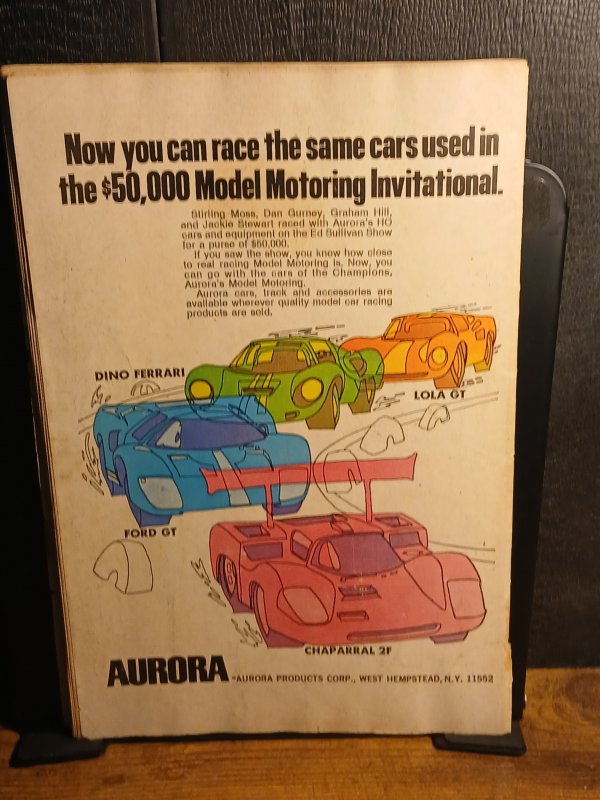 Now you can race the same cars used in
the $50,000 Model Motoring Invitational.
Stirling Moss, Dan Gurney, Graham Hill,
and Jackie Stewart raced with Aurora's HO
cars and equipment on the Ed Sullivan Show
for a purse of $50,000.
If you saw the show, you know how close
to real racing Model Motoring is. Now, you
can go with the cars of the Champions,
Aurora's Model Motoring.
Aurora cars, track and accessories are
available wherever quality model car racing
products are sold.
DINO FERRARI
LOLA GT
FORD GT
CHAPARRAL 2F
AURORA
©AURORA PRODUCTS CORP., WEST HEMPSTEAD, N.Y. 11552